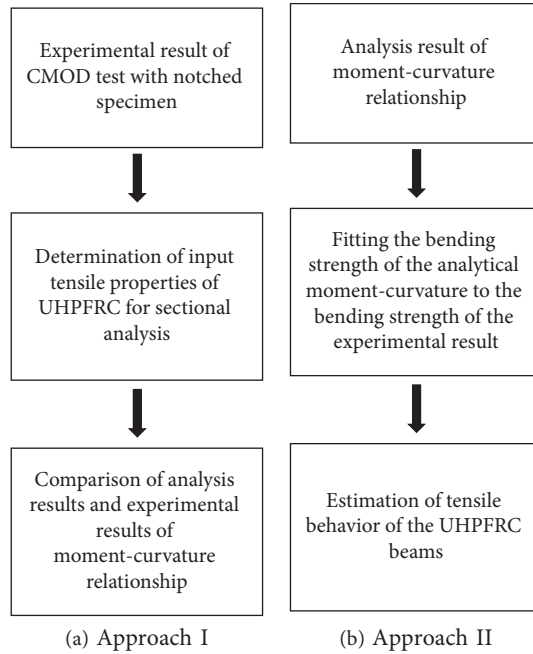 Experimental result of
CMOD test with notched
specimen
Determination of input
tensile properties of
UHPFRC for sectional
analysis
Comparison of analysis
results and experimental
results of
moment-curvature
relationship
(a) Approach I
Analysis result of
moment-curvature
relationship
Fitting the bending
strength of the analytical
moment-curvature to the
bending strength of the
experimental result
Estimation of tensile
behavior of the UHPFRC
beams
(b) Approach II